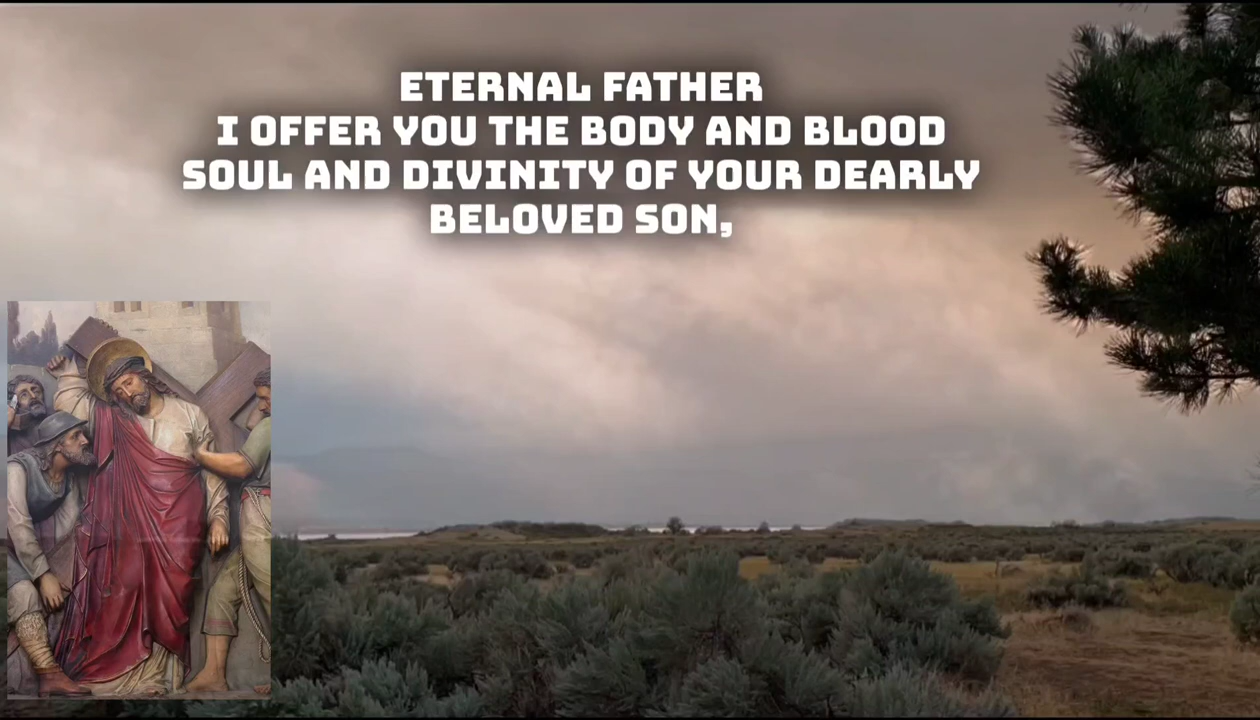 ETERNAL FATHER
I OFFER YOU THE BODY AND BLOOD
SOUL AND DIVINITY OF YOUR DEARLY
BELOVED SON,